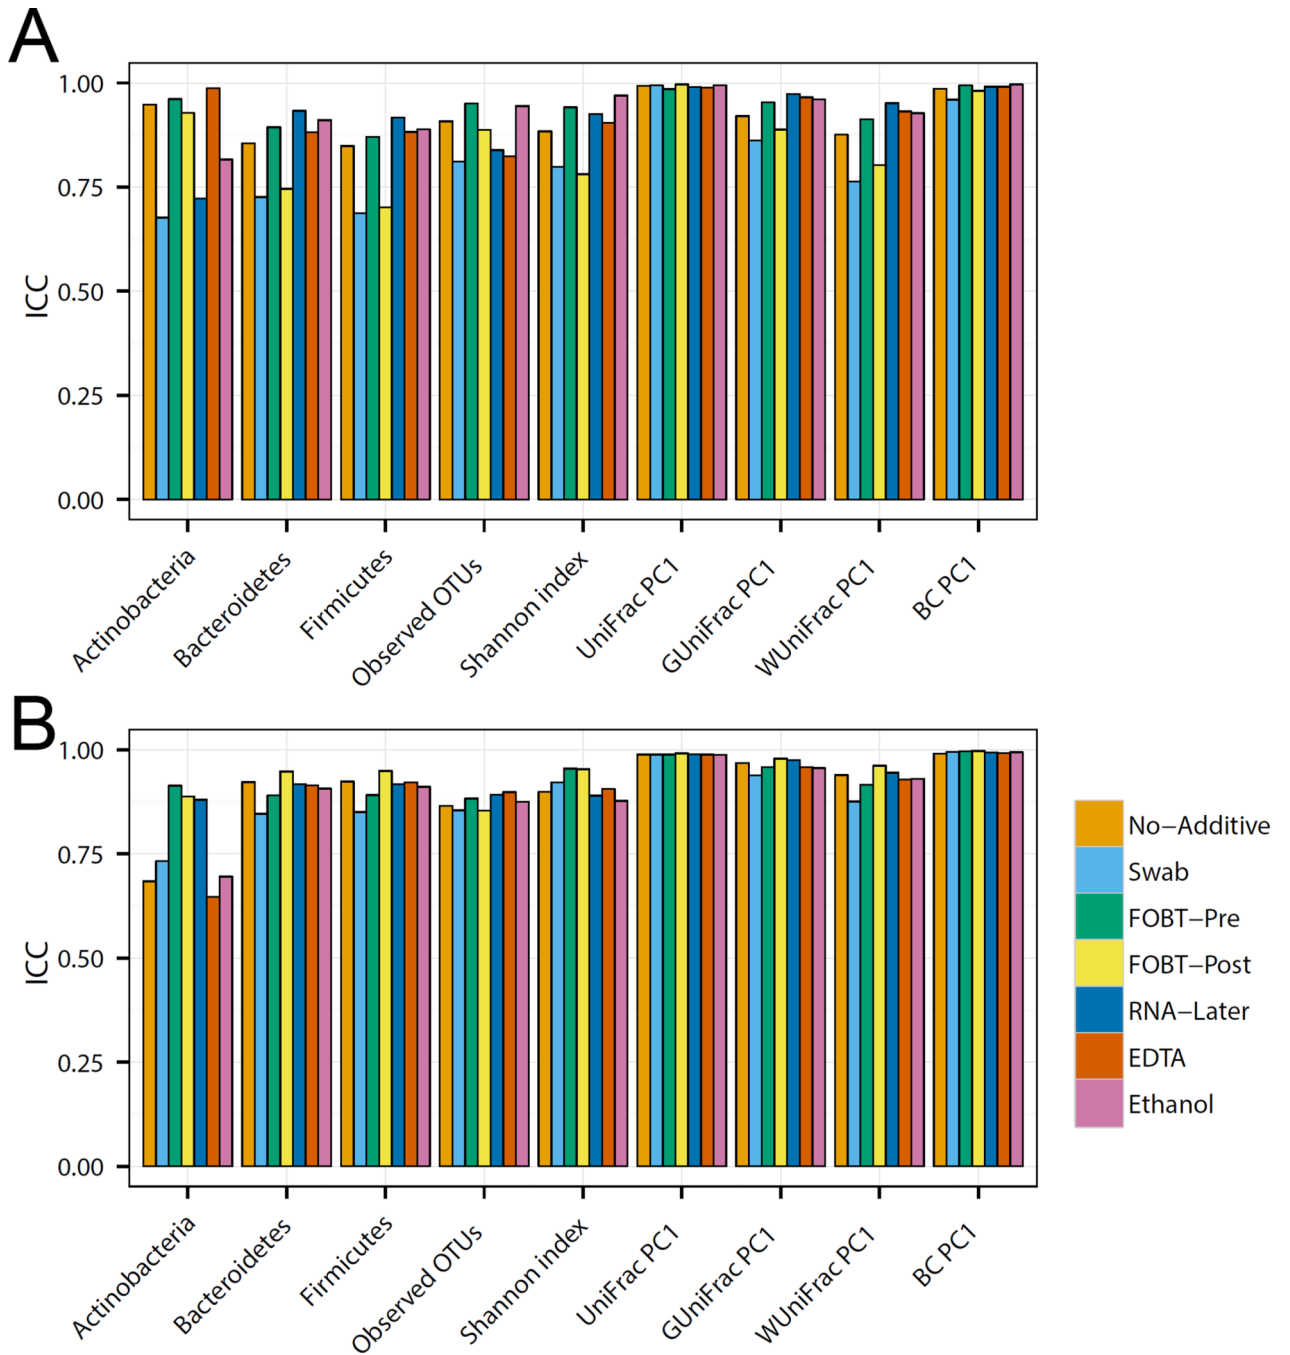 A
1.00
0.75
0.50
0.25
0.00
ICC
Actinobacteria
Bacteroidetes
Firmicutes
Observed OTUs
Shannon index
UniFrac PC1
GUniFrac PC1
WUniFrac PC1
BC PC1
B
1.00
0.75
0.50
0.25
0.00
ICC
Actinobacteria
Bacteroidetes
Firmicutes
Observed OTUs
Shannon index
UniFrac PC1
GUniFrac PC1
WUniFrac PC1
BC PC1
No−Additive
Swab
FOBT−Pre
FOBT−Post
RNA−Later
EDTA
Ethanol